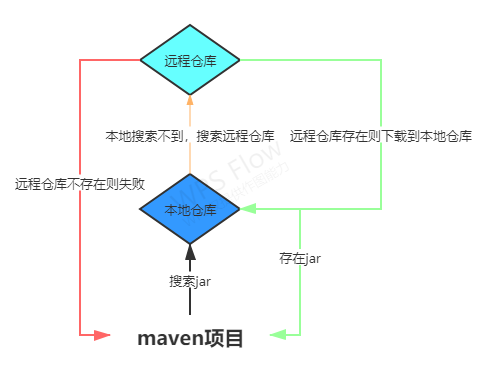 远程仓库
本地搜索不到，搜索远程仓库
远程仓库存在则下载到本地仓库
远程仓库不存在则失败
本地仓库
存在jar
搜索jar
maven项目
WPS Flow